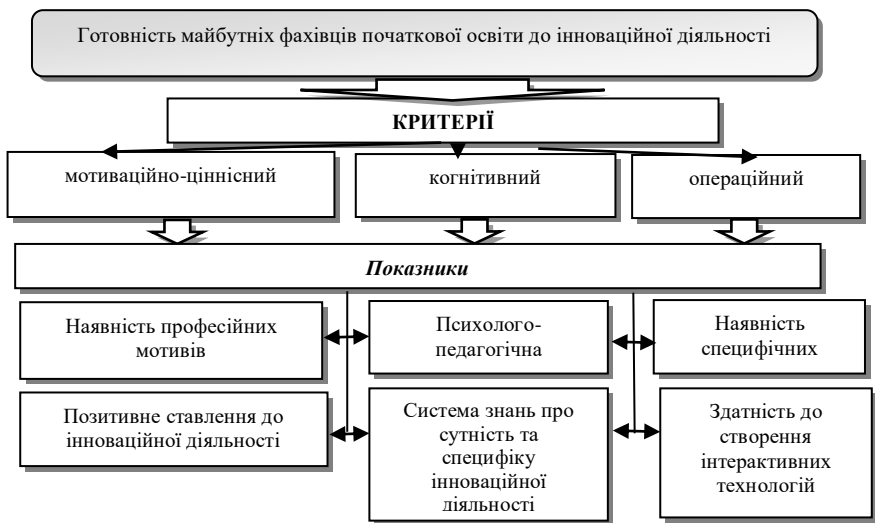 Готовність майбутніх фахівців початкової освіти до інноваційної діяльності
КРИТЕРІЇ
мотиваційно-ціннісний
когнітивний
операційний
Показники
Наявність професійних
мотивів
Психолого-
педагогічна
Наявність
специфічних
Позитивне ставлення до
інноваційної діяльності
Система знань про
сутність та
специфіку
інноваційної
діяльності
Здатність до
створення
інтерактивних
технологій